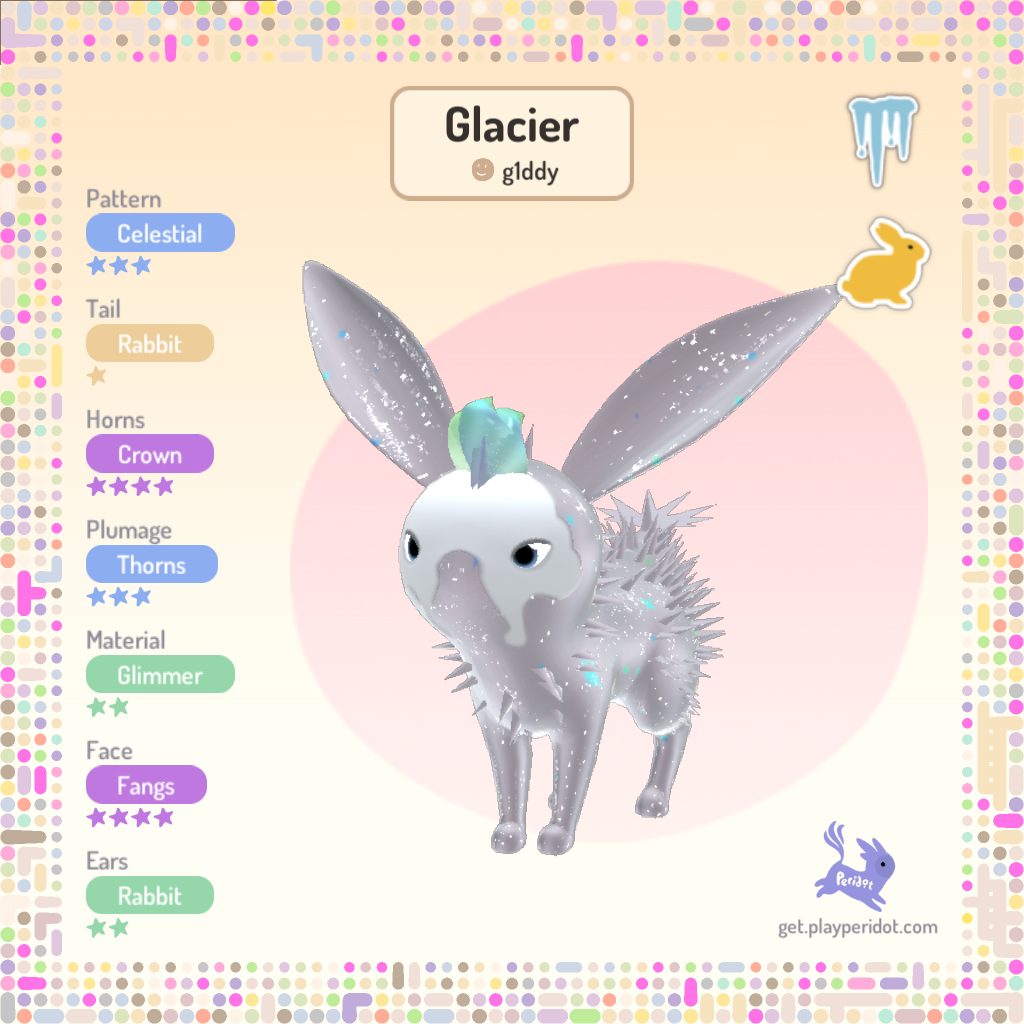 Glacier
g1ddy
Pattern
Celestial
Tail
Rabbit
Horns
Crown
Plumage
Thorns
Material
Glimmer
Face
Fangs
Ears
Rabbit
Peridot
get.playperidot.com